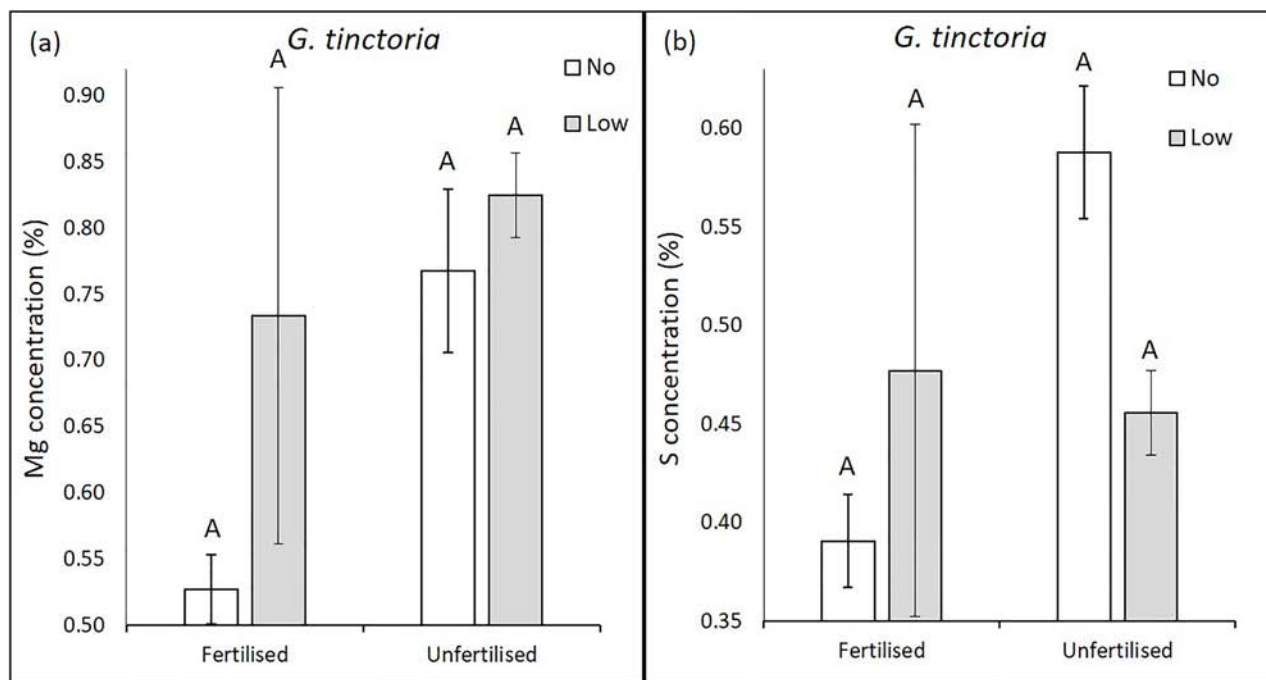 (a)
G. tinctoria
No
Low
Mg concentration (%)
0.90
0.85
0.80
0.75
0.70
0.65
0.60
0.55
0.50
A
A
A
A
Fertilised
Unfertilised
(b)
G. tinctoria
No
Low
S concentration (%)
0.60
0.55
0.50
0.45
0.40
0.35
A
A
A
A
Fertilised
Unfertilised